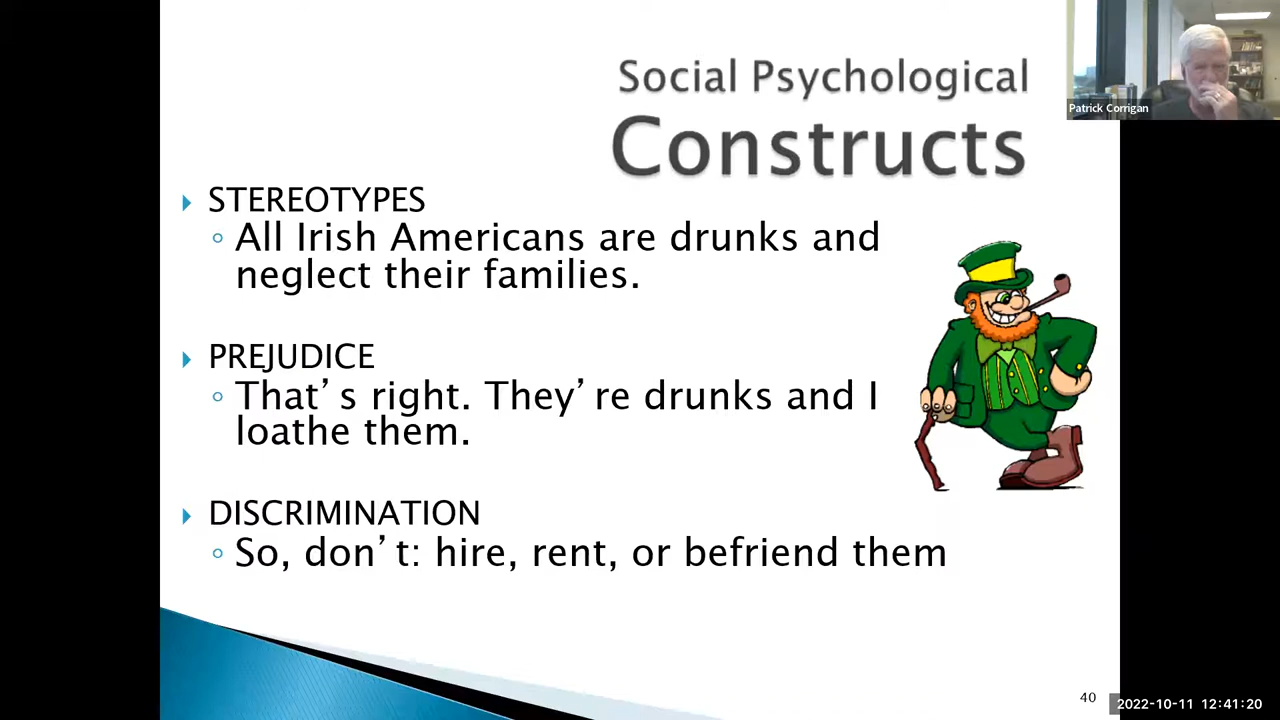 Social Psychological
Constructs
Patrick Corrigan
STEREOTYPES
All Irish Americans are drunks and
neglect their families.
PREJUDICE
That’s right. They’re drunks and I
loathe them.
DISCRIMINATION
So, don’t: hire, rent, or befriend them
40
2022-10-11 12:41:20